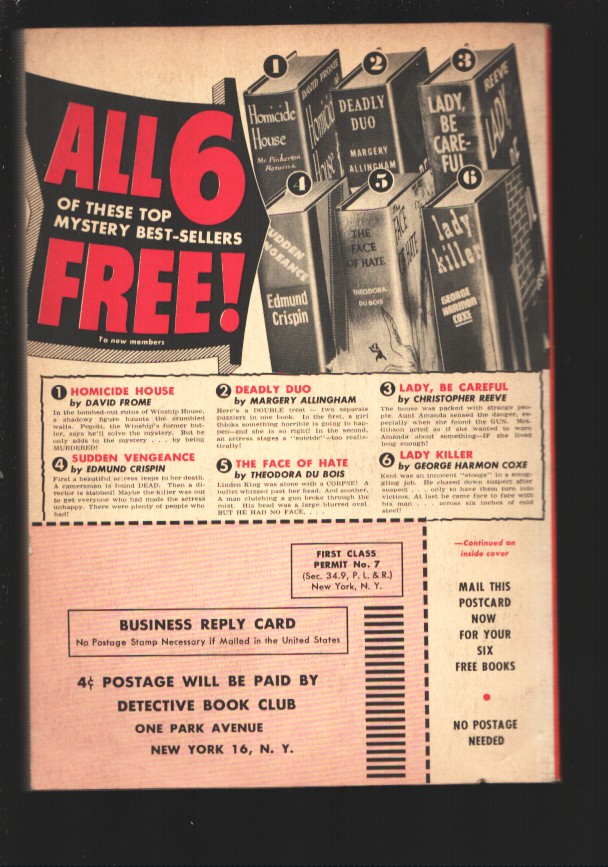 ALL 6
OF THESE TOP
MYSTERY BEST-SELLERS
FREE!
To new members
1
Homicide
House
Mr. Pinkerton
Returns
DAVID FROME
Homicid
House
2
DEADLY
DUO
MARGERY
ALLINGHAM
3
LADY,
BE
CARE-
FUL
REEVE
LADY,
BE
4
SUDDEN
VENGEANCE
Edmund
Crispin
5
THE
FACE
OF HATE
THEODORA
DU BOIS
The
FACE
OF HATE
6
lady
killer
GEORGE
HARMON
COXE
1 HOMICIDE HOUSE
by DAVID FROME
In the bombed-out ruins of Winship House,
a shadowy figure haunts the crumbled
walls. Pegott, the Winship's former but-
ler, says he'll solve the mystery. But he
only adds to the mystery . . . by being
MURDERED!
2 DEADLY DUO
by MARGERY ALLINGHAM
Here's a DOUBLE treat — two separate
puzzlers in one book. In the first, a girl
thinks something horrible is going to hap-
pen—and she is so right! In the second,
an actress stages a "suicide"—too realis-
tically!
3 LADY, BE CAREFUL
by CHRISTOPHER REEVE
The house was packed with strange peo-
ple. Aunt Amanda sensed the danger, es-
pecially when she found the GUN. Mrs.
Gibson acted as if she wanted to warn
Amanda about something—IF she lived
long enough!
4 SUDDEN VENGEANCE
by EDMUND CRISPIN
First a beautiful actress leaps to her death.
A cameraman is found DEAD. Then a di-
rector is stabbed! Maybe the killer was out
to get everyone who had made the actress
unhappy. There were plenty of people who
had!
5 THE FACE OF HATE
by THEODORA DU BOIS
Linden King was alone with a CORPSE! A
bullet whizzed past her head. And another.
A man clutching a gun broke through the
mist. His head was a large blurred oval.
BUT HE HAD NO FACE. . . .
6 LADY KILLER
by GEORGE HARMON COXE
Kent was an innocent "stooge" in a smug-
gling job. He chased down suspect after
suspect . . . only to have them turn into
victims. At last he came face to face with
his man . . . across six inches of cold
steel!
—Continued on
inside cover
FIRST CLASS
PERMIT No. 7
(Sec. 34.9, P. L. & R.)
New York, N. Y.
BUSINESS REPLY CARD
No Postage Stamp Necessary if Mailed in the United States
4¢ POSTAGE WILL BE PAID BY
DETECTIVE BOOK CLUB
ONE PARK AVENUE
NEW YORK 16, N. Y.
MAIL THIS
POSTCARD
NOW
FOR YOUR
SIX
FREE BOOKS
•
NO POSTAGE
NEEDED